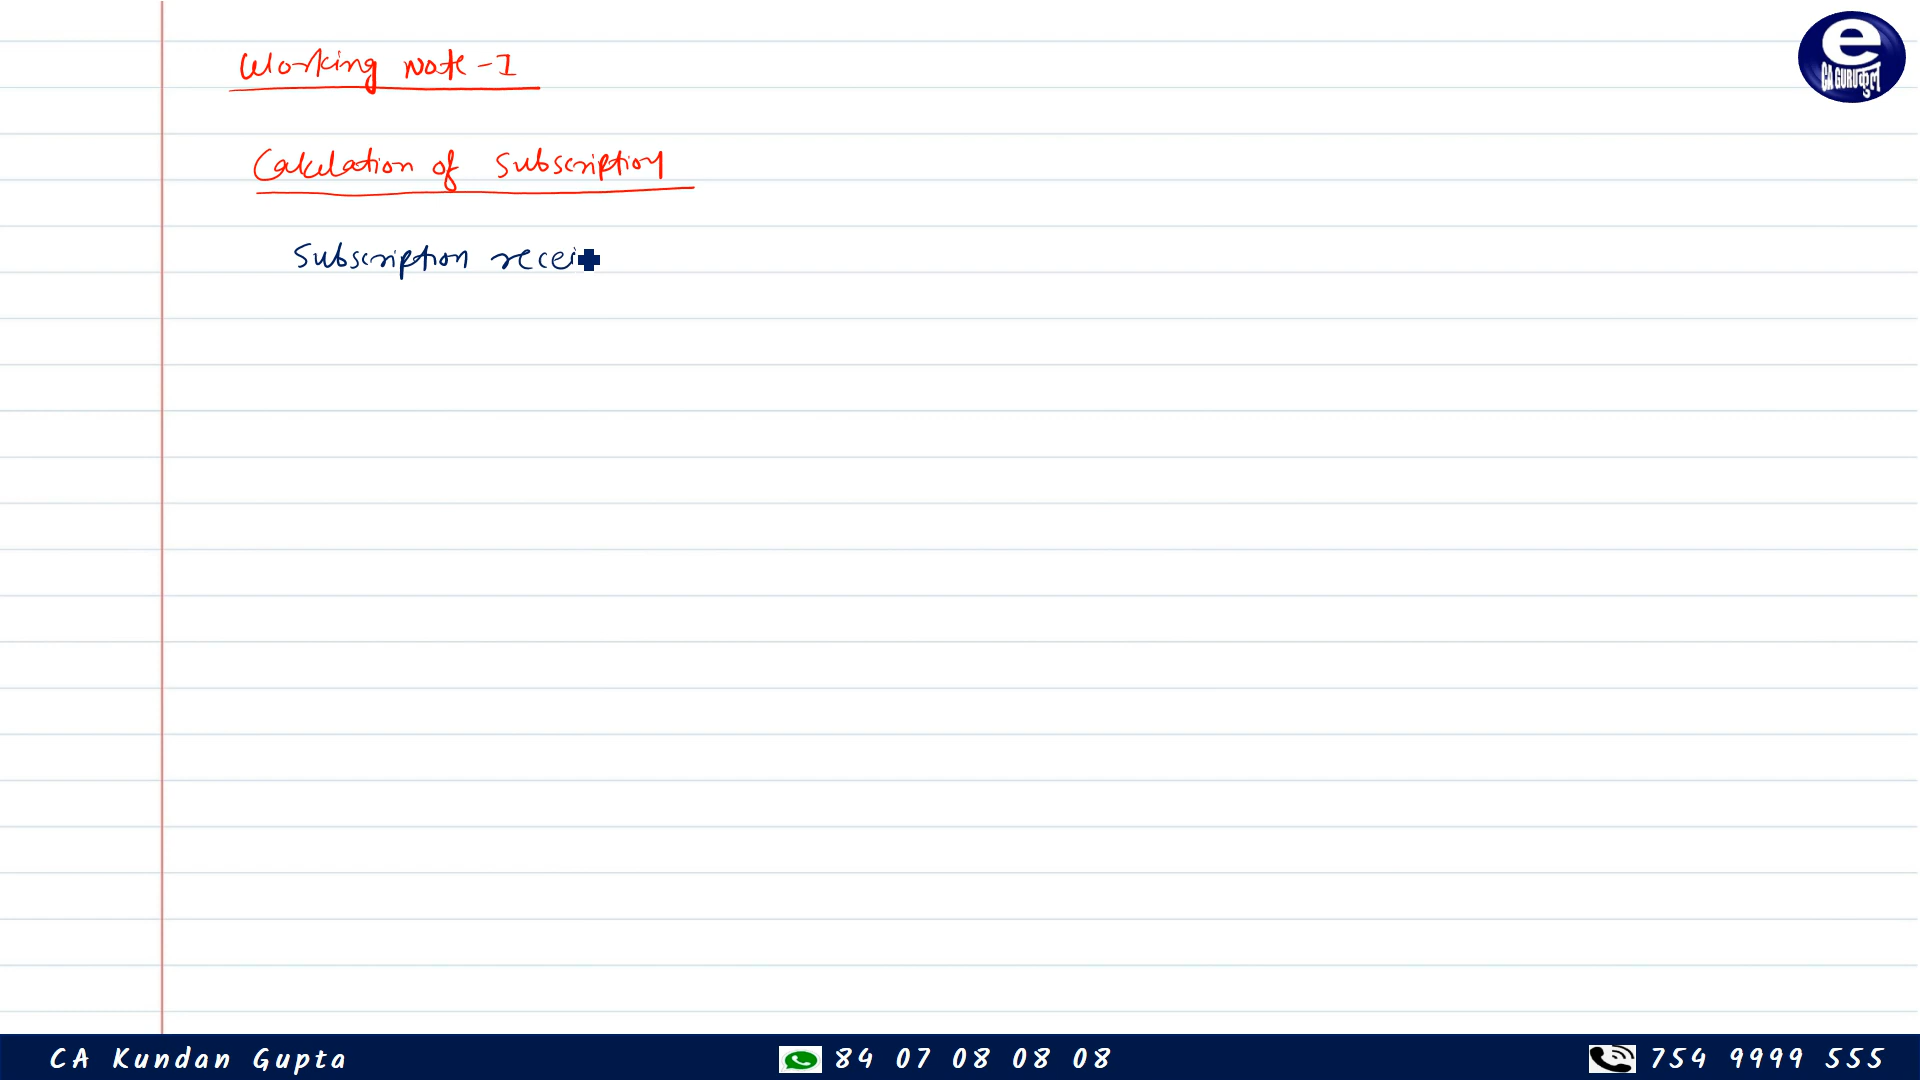 Working Note - 1
e
CA GURUकुल
Calculation of Subscription
Subscription recei
CA Kundan Gupta
84 07 08 08 08
754 9999 555